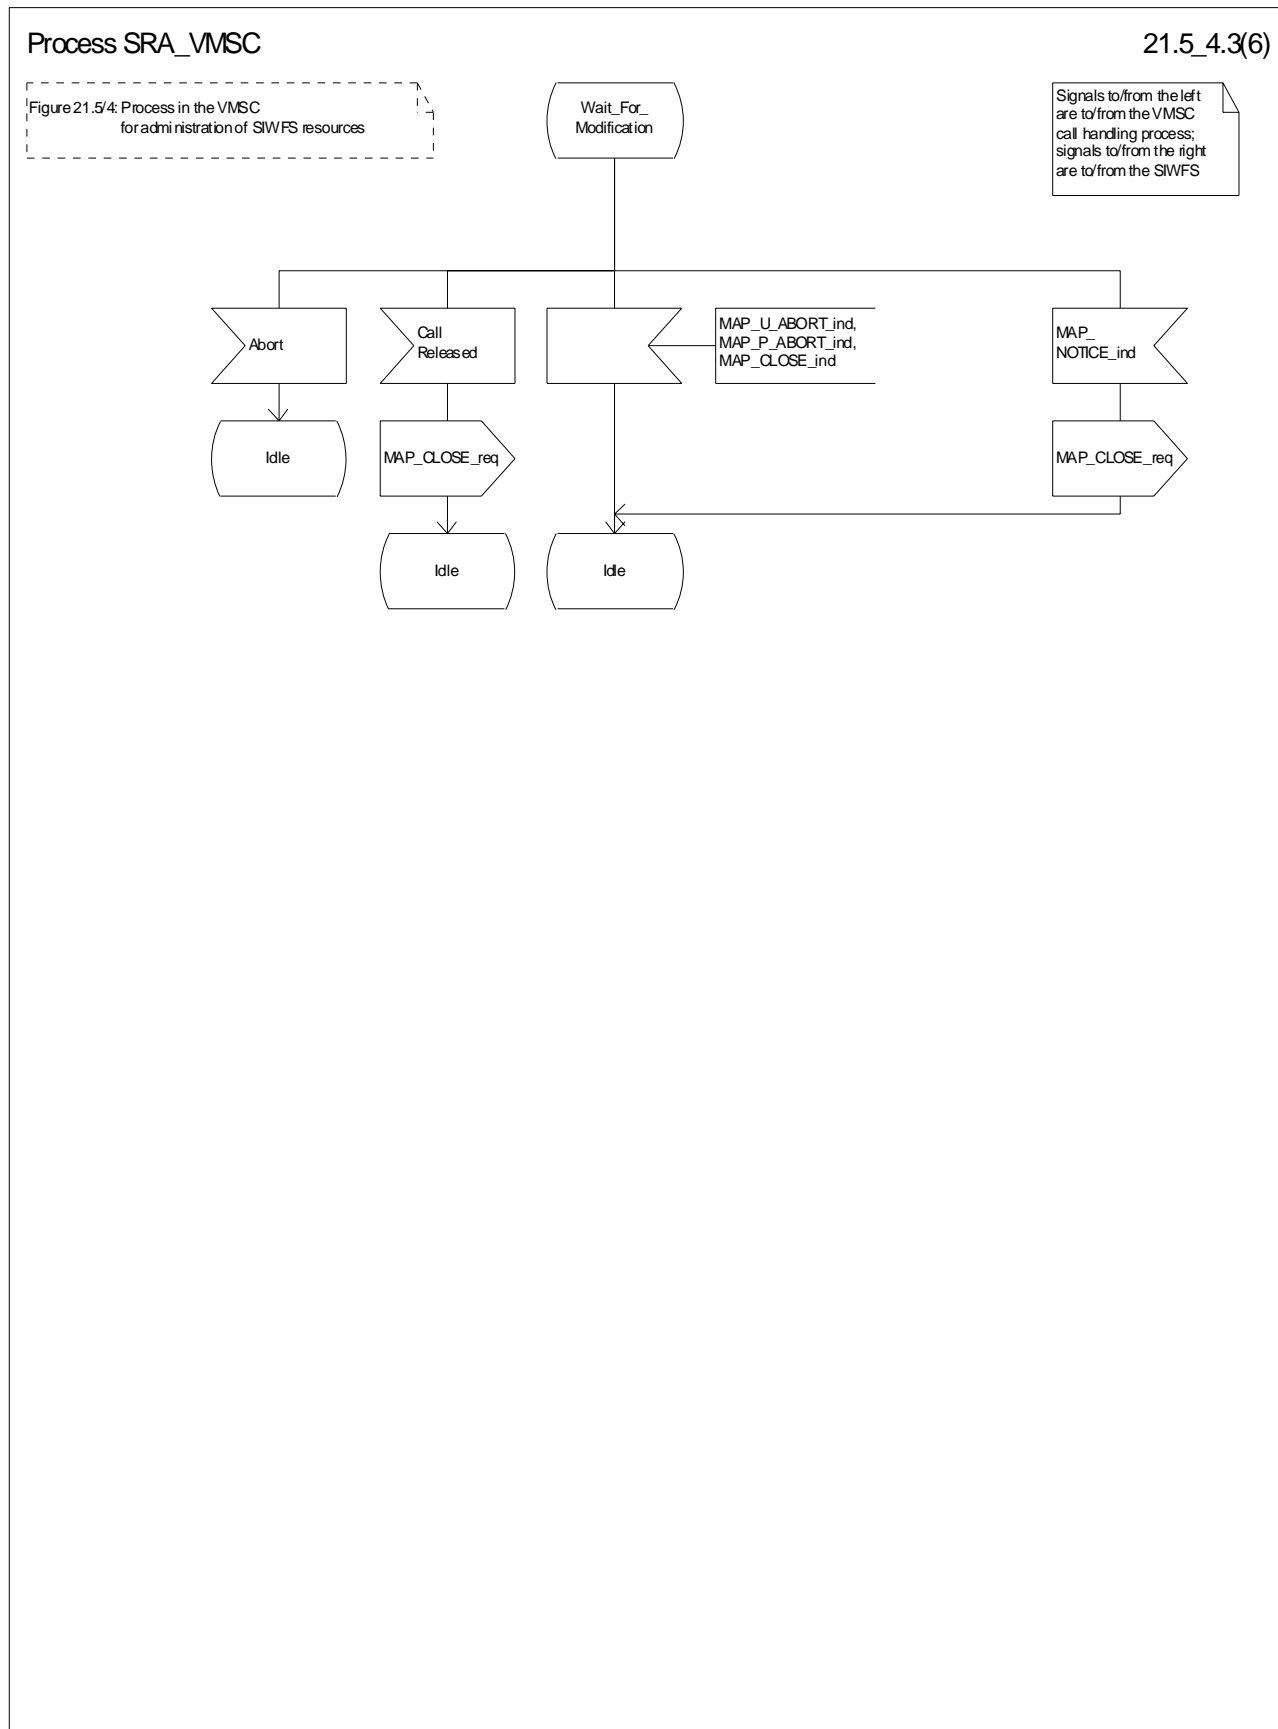 Process SRA_VMSC
21.5_4.3(6)
Figure 21.5/4: Process in the VMSC
for administration of SIWFS resources
Wait_For_
Modification
Signals to/from the left
are to/from the VMSC
call handling process;
signals to/from the right
are to/from the SIWFS
Abort
Call
Released
MAP_U_ABORT_ind,
MAP_P_ABORT_ind,
MAP_CLOSE_ind
MAP_
NOTICE_ind
Idle
MAP_CLOSE_req
MAP_CLOSE_req
Idle
Idle